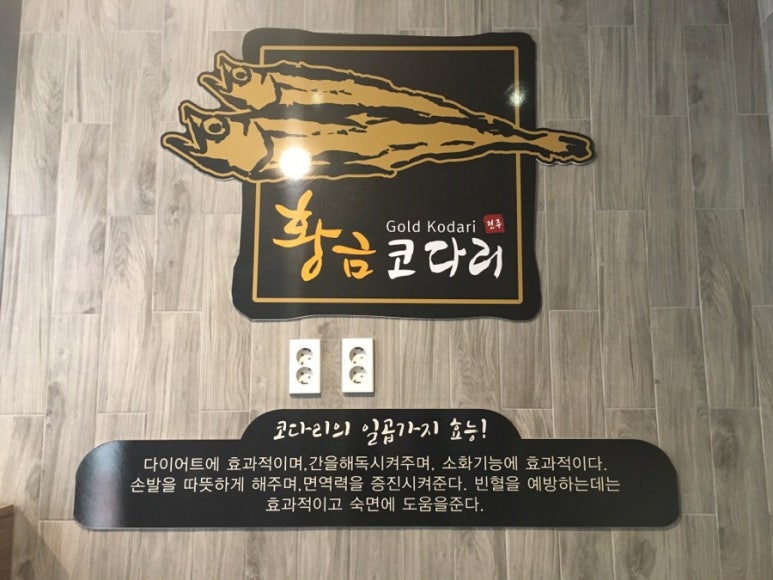 Gold Kodari 전주
황금 코다리
코다리의 일곱가지 효능!
다이어트에 효과적이며,간을해독시켜주며, 소화기능에 효과적이다.
손발을 따뜻하게 해주며,면역력을 증진시켜준다. 빈혈을 예방하는데는
효과적이고 숙면에 도움을준다.